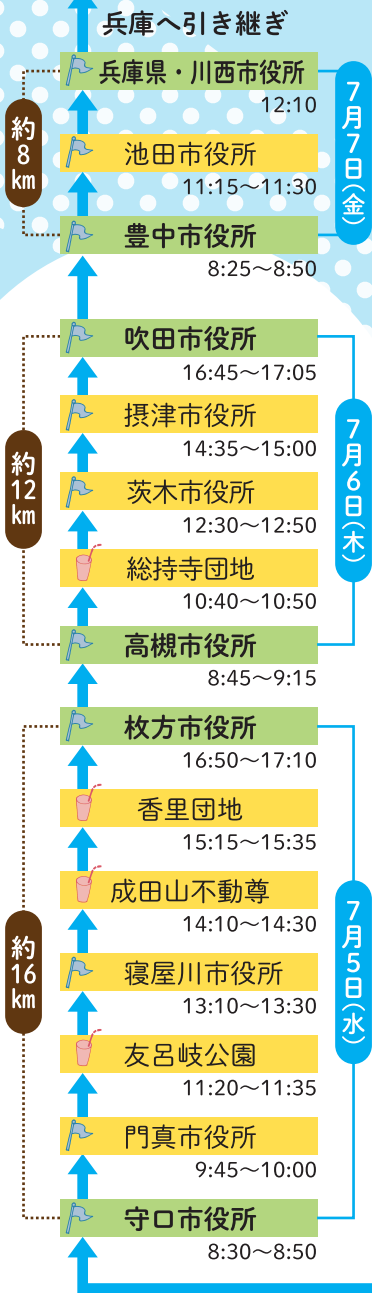 兵庫へ引き継ぎ
兵庫県・川西市役所
12:10
池田市役所
11:15〜11:30
豊中市役所
8:25〜8:50
約8km
7月7日(金)
吹田市役所
16:45〜17:05
摂津市役所
14:35〜15:00
茨木市役所
12:30〜12:50
総持寺団地
10:40〜10:50
高槻市役所
8:45〜9:15
約12km
7月6日(木)
枚方市役所
16:50〜17:10
香里団地
15:15〜15:35
成田山不動尊
14:10〜14:30
寝屋川市役所
13:10〜13:30
友呂岐公園
11:20〜11:35
門真市役所
9:45〜10:00
守口市役所
8:30〜8:50
約16km
7月5日(水)